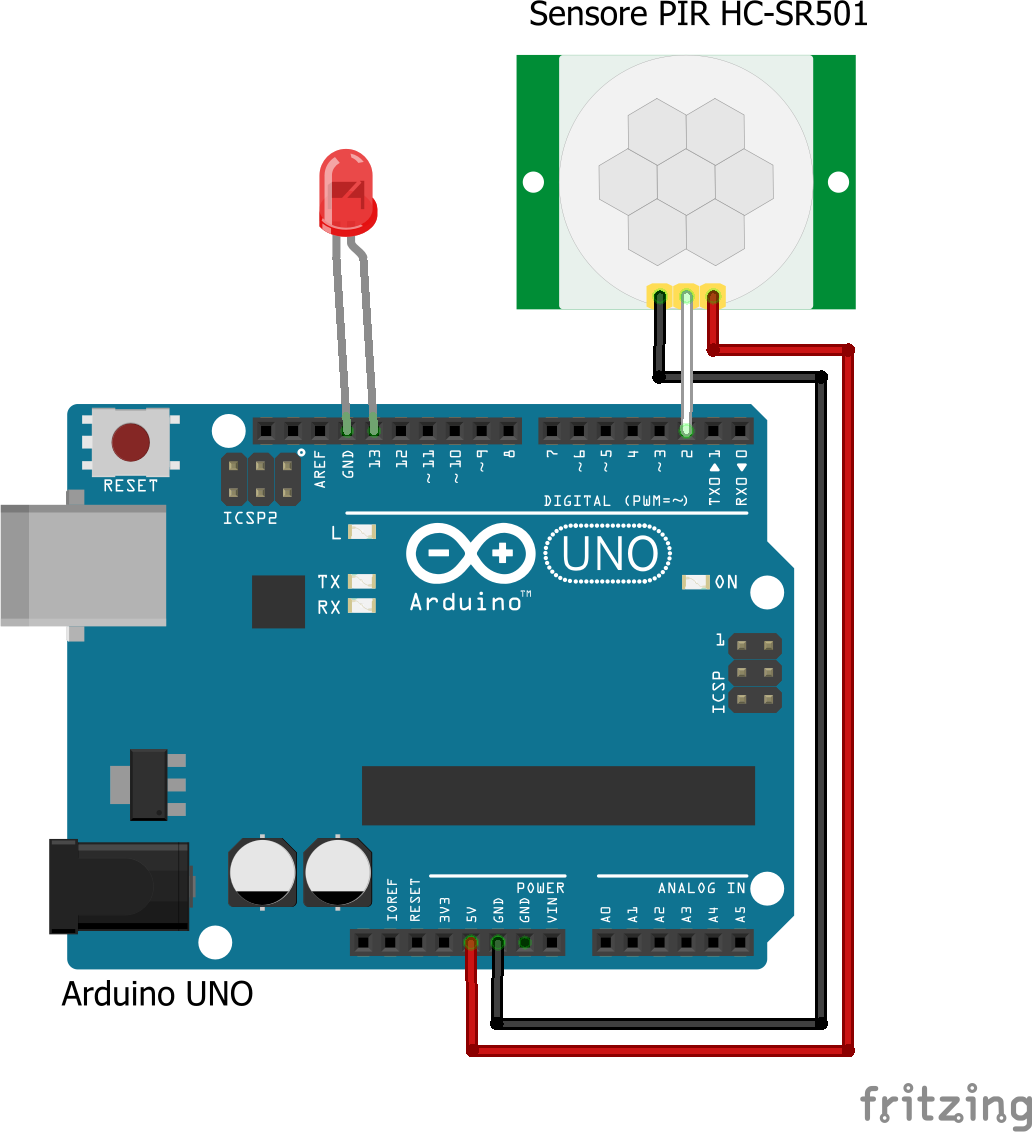 Sensore PIR HC-SR501
RESET
ICSP2
AREF
GND
13
12
~11
~10
~9
8
7
~6
~5
4
~3
2
TX0▶1
RX0◀0
DIGITAL (PWM=~)
L
TX
RX
Arduino™
UNO
ON
1
ICSP
POWER
ANALOG IN
IOREF
RESET
3V3
5V
GND
GND
VIN
A0
A1
A2
A3
A4
A5
Arduino UNO
fritzing